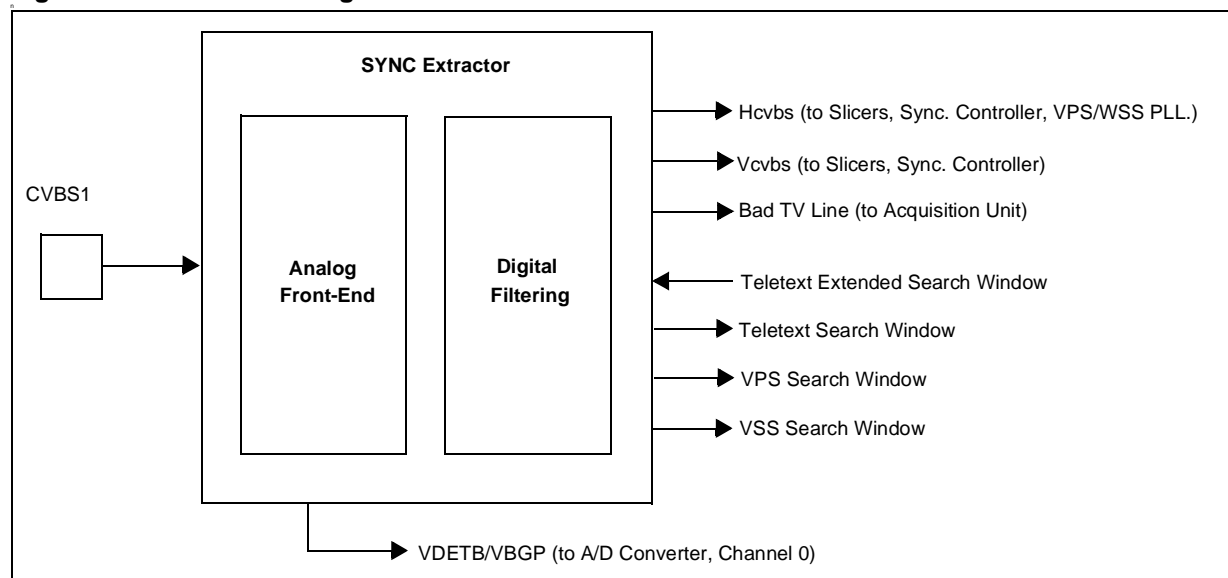 SYNC Extractor
Hcvbs (to Slicers, Sync. Controller, VPS/WSS PLL.)
Vcvbs (to Slicers, Sync. Controller)
CVBS1
Bad TV Line (to Acquisition Unit)
Analog
Front-End
Digital
Filtering
Teletext Extended Search Window
Teletext Search Window
VPS Search Window
VSS Search Window
VDETB/VBGP (to A/D Converter, Channel 0)